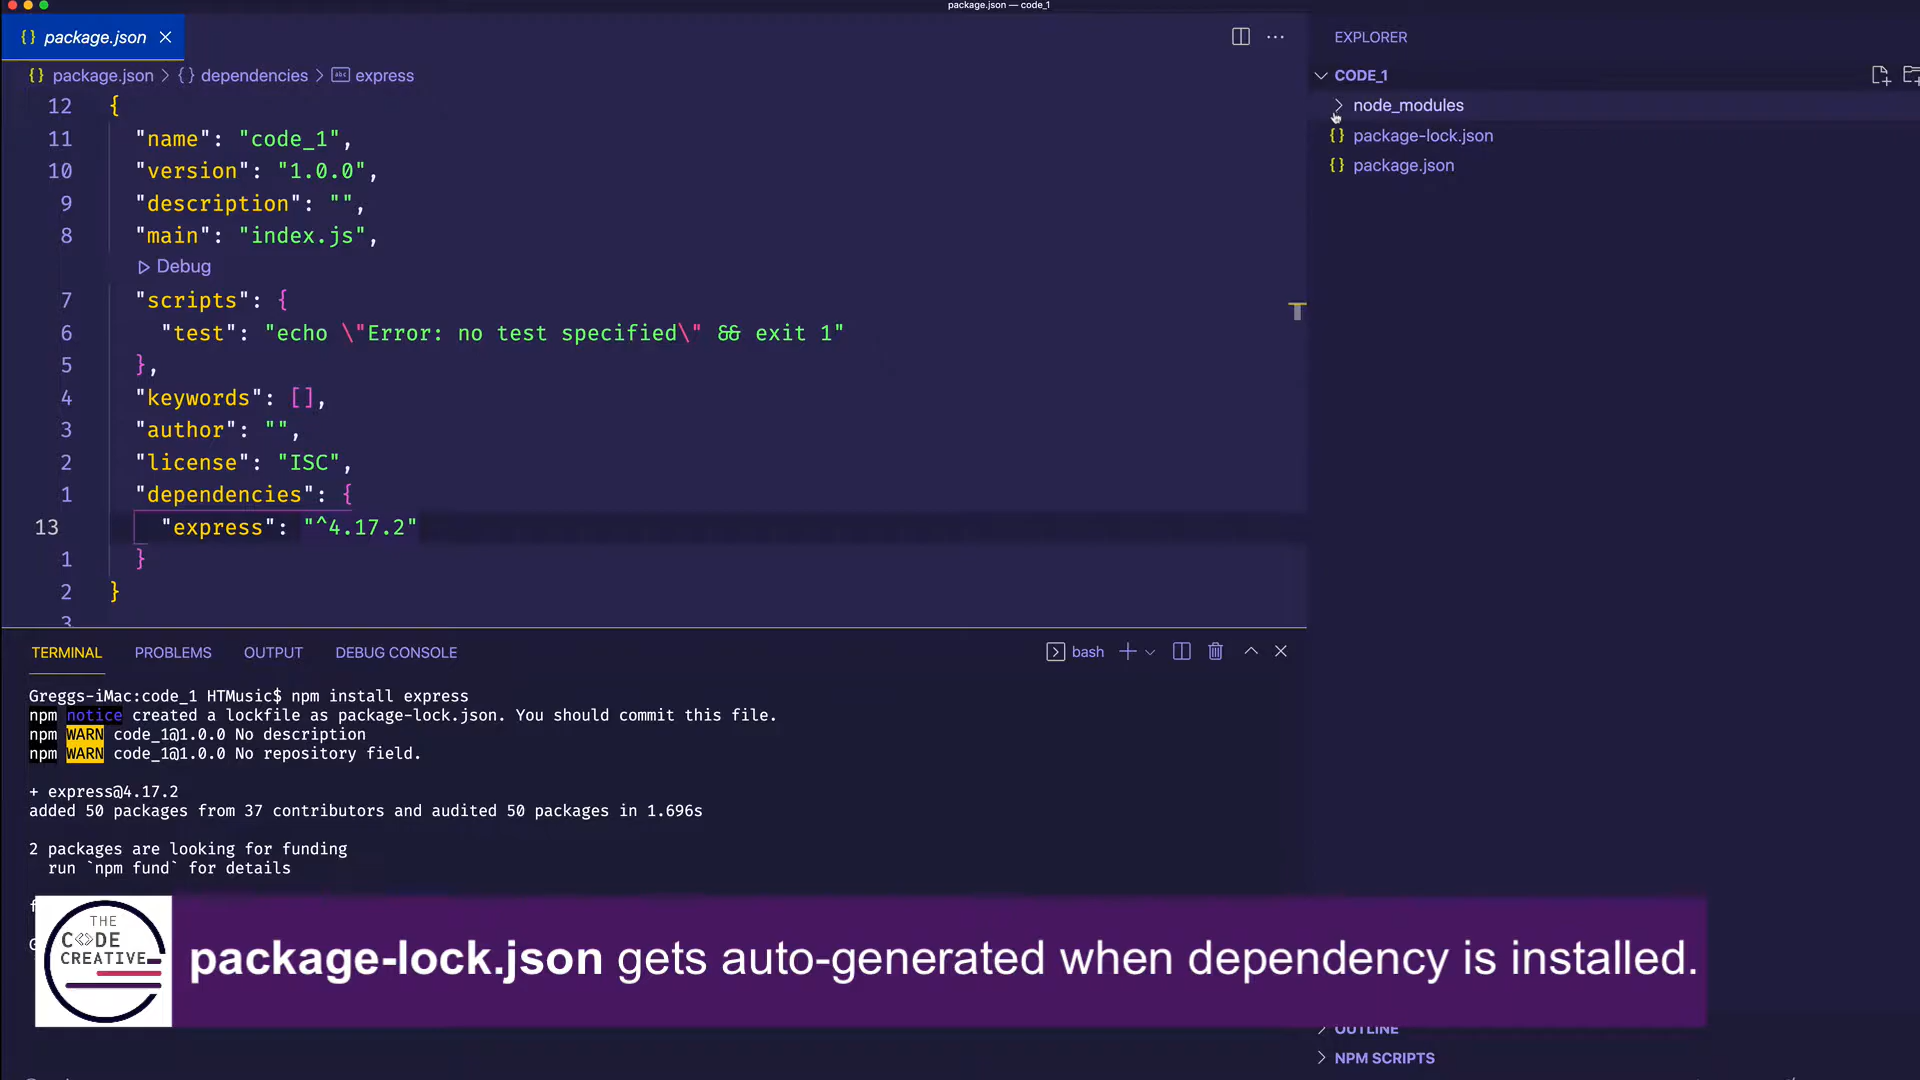 package.json — code_1
{} package.json ×
{} package.json > {} dependencies > abc express
12 {
11 "name": "code_1",
10 "version": "1.0.0",
9 "description": "",
8 "main": "index.js",
Debug
7 "scripts": {
6 "test": "echo \"Error: no test specified\" && exit 1"
5 },
4 "keywords": [],
3 "author": "",
2 "license": "ISC",
1 "dependencies": {
13 "express": "^4.17.2"
1 }
2 }
3
EXPLORER
CODE_1
node_modules
{} package-lock.json
{} package.json
TERMINAL PROBLEMS OUTPUT DEBUG CONSOLE bash
Greggs-iMac:code_1 HTMusic$ npm install express
npm notice created a lockfile as package-lock.json. You should commit this file.
npm WARN code_1@1.0.0 No description
npm WARN code_1@1.0.0 No repository field.
+ express@4.17.2
added 50 packages from 37 contributors and audited 50 packages in 1.696s
2 packages are looking for funding
run `npm fund` for details
THE
C<>DE
CREATIVE
package-lock.json gets auto-generated when dependency is installed.
OUTLINE
NPM SCRIPTS